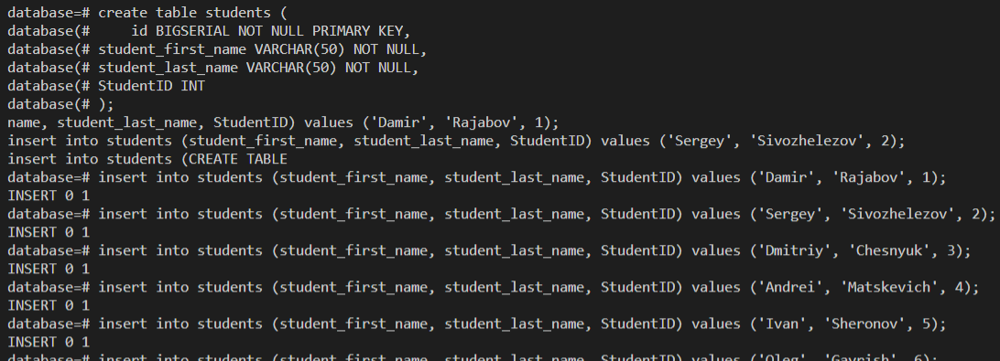 database=# create table students (
database(#     id BIGSERIAL NOT NULL PRIMARY KEY,
database(# student_first_name VARCHAR(50) NOT NULL,
database(# student_last_name VARCHAR(50) NOT NULL,
database(# StudentID INT
database(# );
name, student_last_name, StudentID) values ('Damir', 'Rajabov', 1);
insert into students (student_first_name, student_last_name, StudentID) values ('Sergey', 'Sivozhelezov', 2);
insert into students (CREATE TABLE
database=# insert into students (student_first_name, student_last_name, StudentID) values ('Damir', 'Rajabov', 1);
INSERT 0 1
database=# insert into students (student_first_name, student_last_name, StudentID) values ('Sergey', 'Sivozhelezov', 2);
INSERT 0 1
database=# insert into students (student_first_name, student_last_name, StudentID) values ('Dmitriy', 'Chesnyuk', 3);
INSERT 0 1
database=# insert into students (student_first_name, student_last_name, StudentID) values ('Andrei', 'Matskevich', 4);
INSERT 0 1
database=# insert into students (student_first_name, student_last_name, StudentID) values ('Ivan', 'Sheronov', 5);
INSERT 0 1
database=# insert into students (student_first_name, student_last_name, StudentID) values ('Oleg', 'Gavrish', 6);